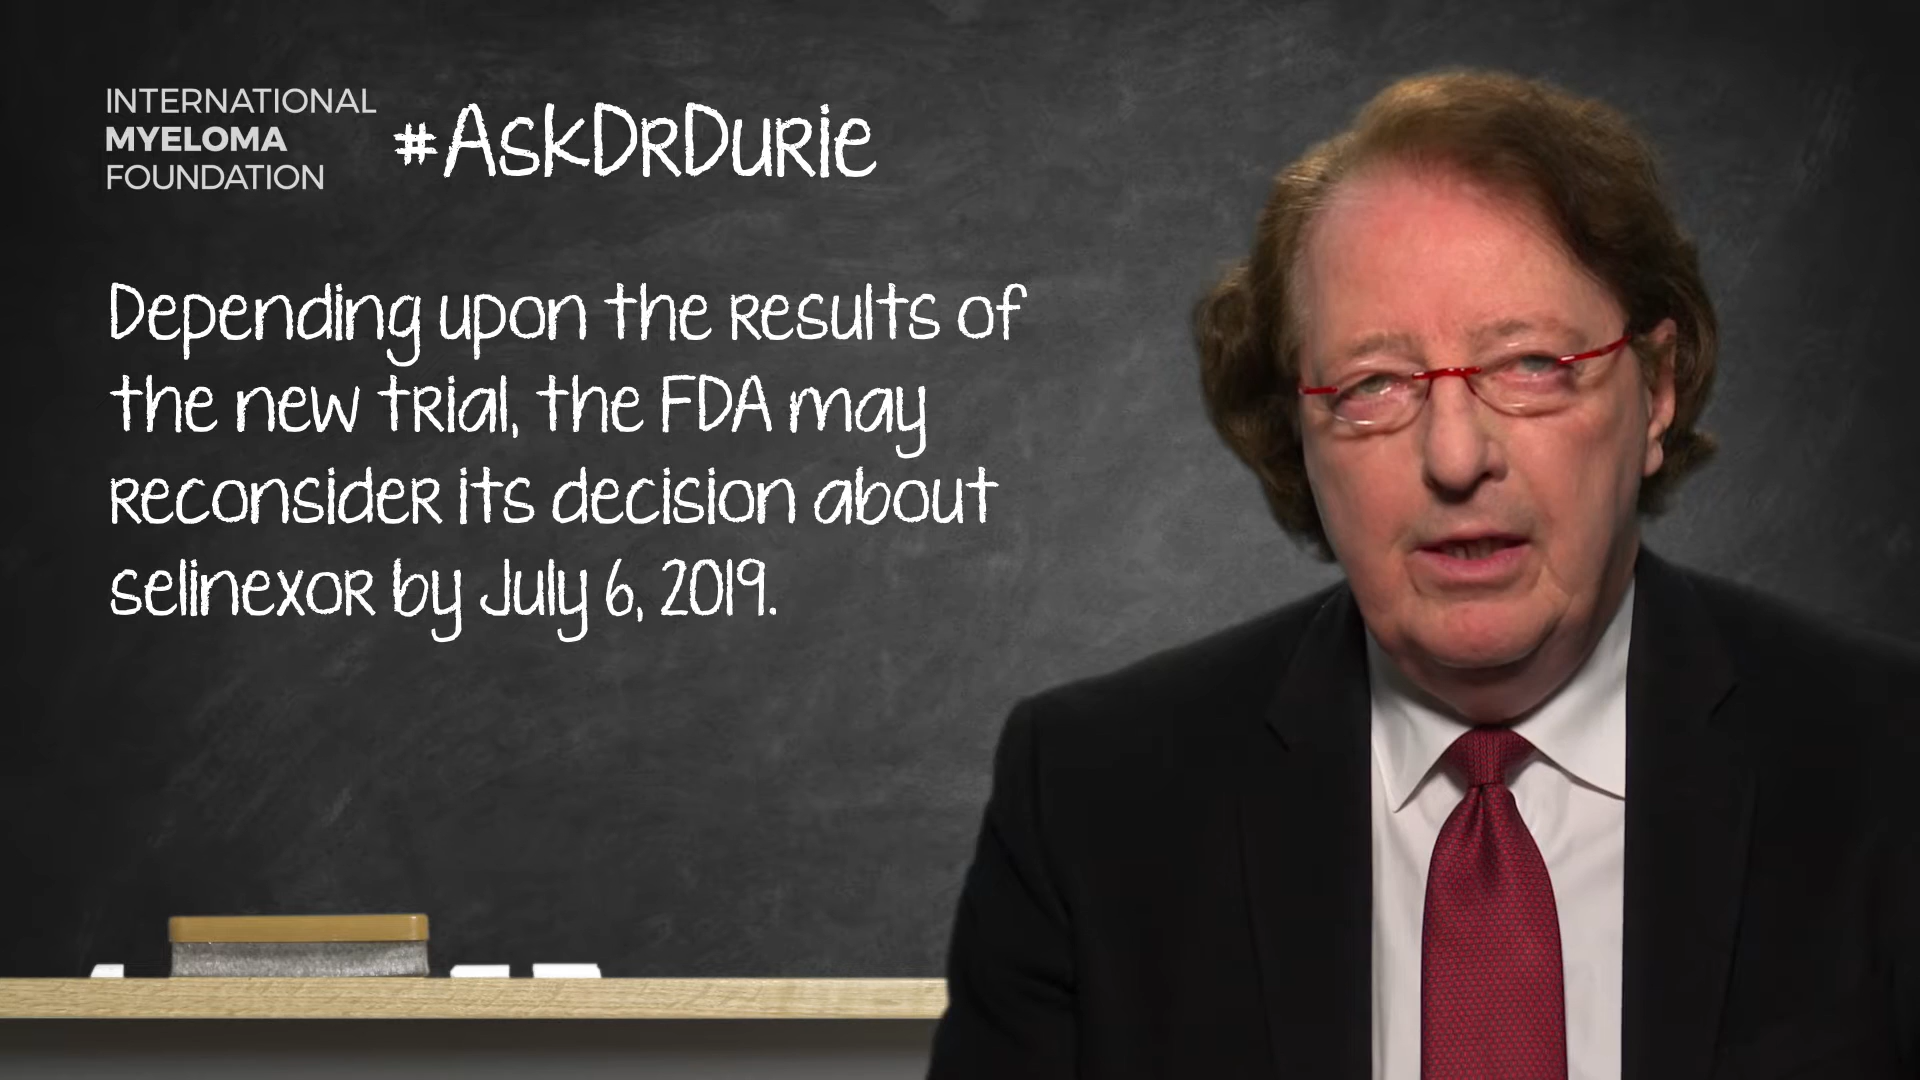 INTERNATIONAL
MYELOMA
FOUNDATION
#AskDrDurie
Depending upon the results of
the new trial, the FDA may
reconsider its decision about
selinexor by July 6, 2019.